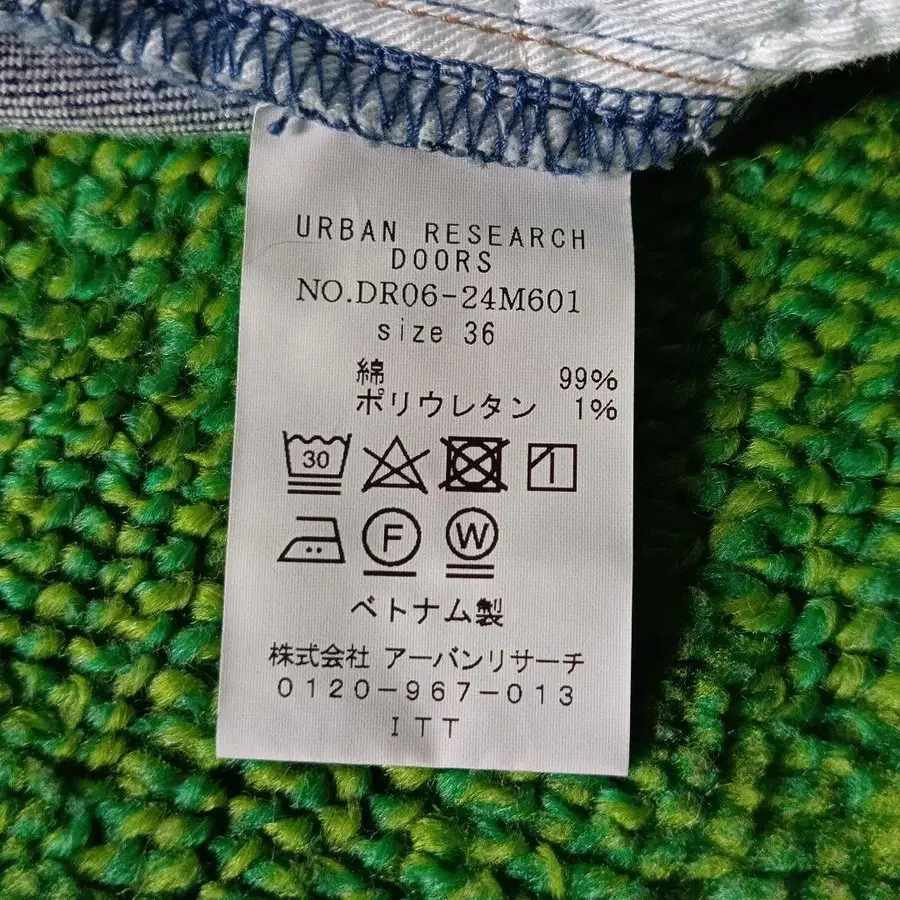 URBAN RESEARCH
DOORS
NO.DR06-24M601
size 36
綿 99%
ポリウレタン 1%
30
F W
ベトナム製
株式会社 アーバンリサーチ
0120-967-013
ITT